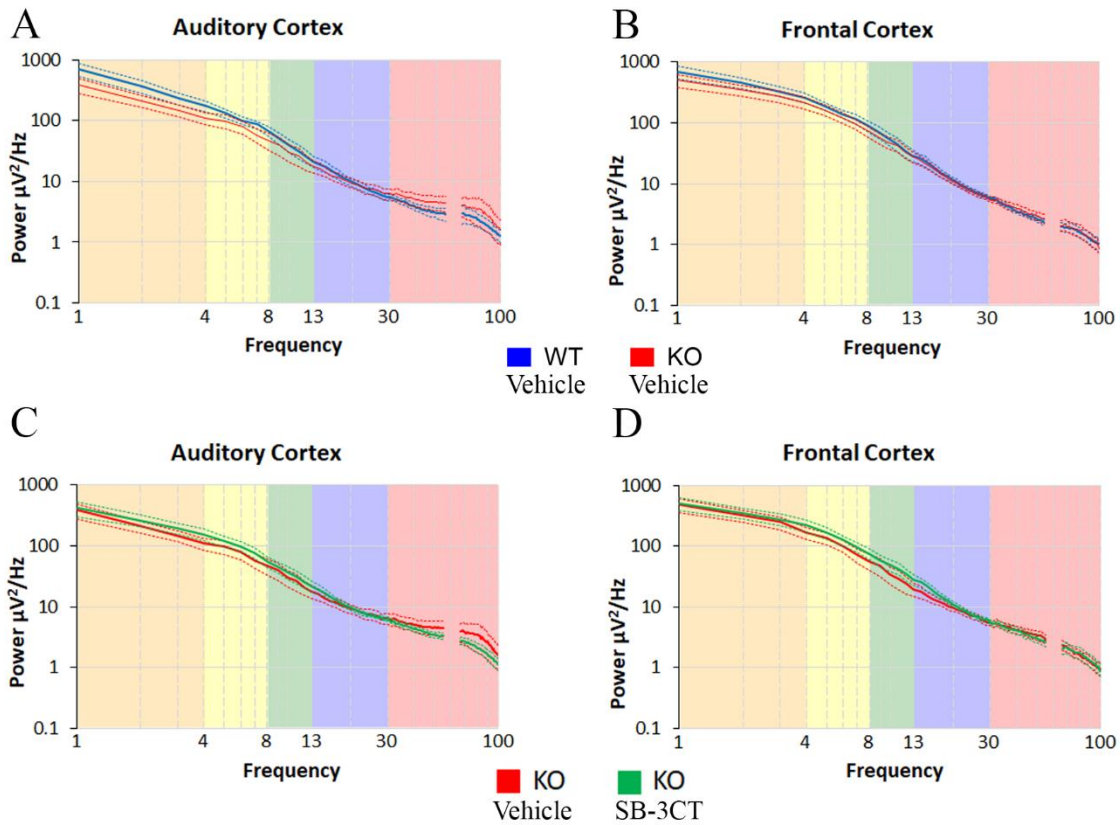 A
Auditory Cortex
Power µV²/Hz
1000
100
10
1
0.1
1 4 8 13 30 100
Frequency
B
Frontal Cortex
Power µV²/Hz
1000
100
10
1
0.1
1 4 8 13 30 100
Frequency
WT KO
Vehicle Vehicle
C
Auditory Cortex
Power µV²/Hz
1000
100
10
1
0.1
1 4 8 13 30 100
Frequency
D
Frontal Cortex
Power µV²/Hz
1000
100
10
1
0.1
1 4 8 13 30 100
Frequency
KO KO
Vehicle SB-3CT